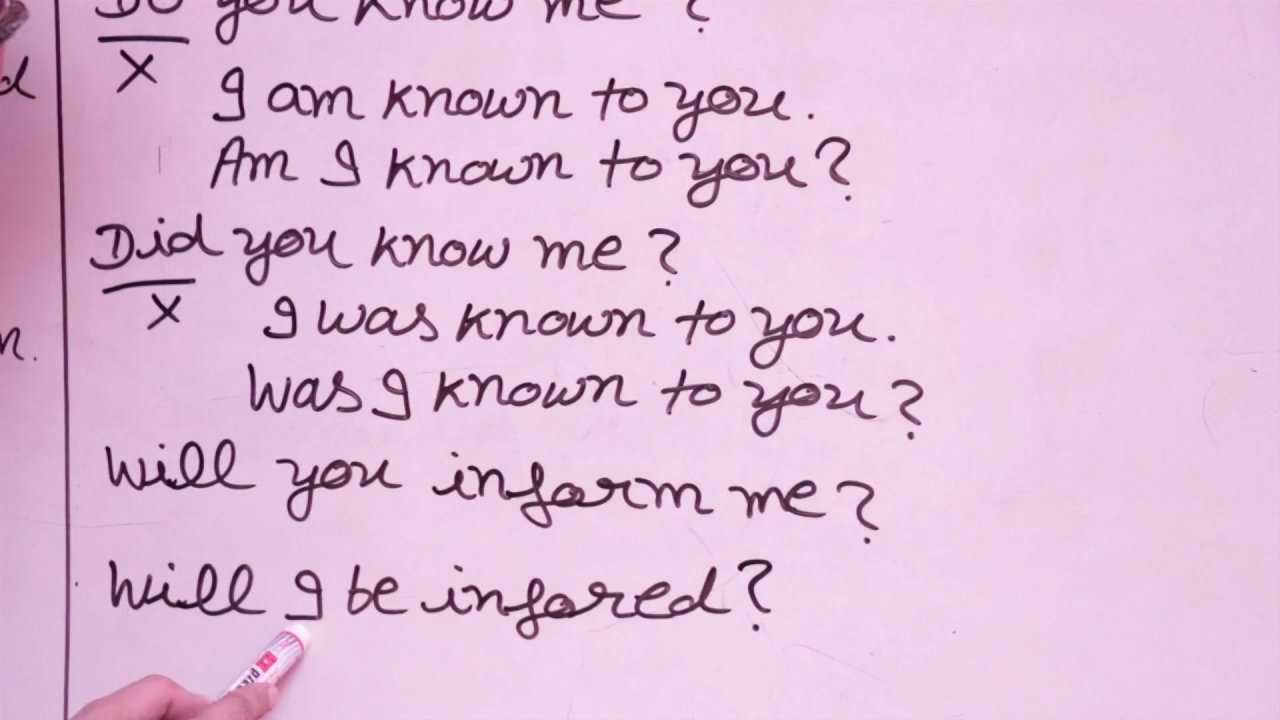 Do you know me ?
d
X
I am known to you.
Am I known to you?
Did you know me ?
X
I was known to you.
n.
Was I known to you?
Will you inform me?
Will I be infored?